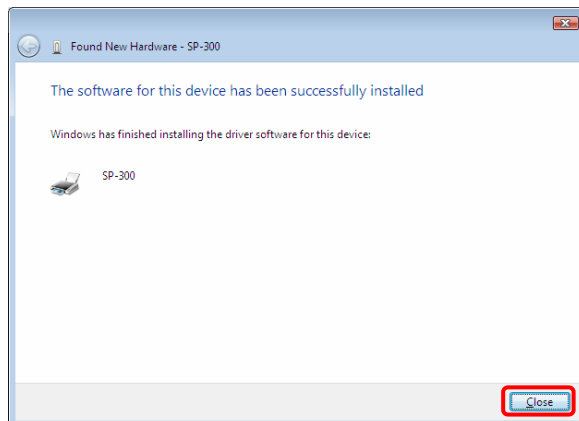 Found New Hardware - SP-300
The software for this device has been successfully installed
Windows has finished installing the driver software for this device:
SP-300
Close